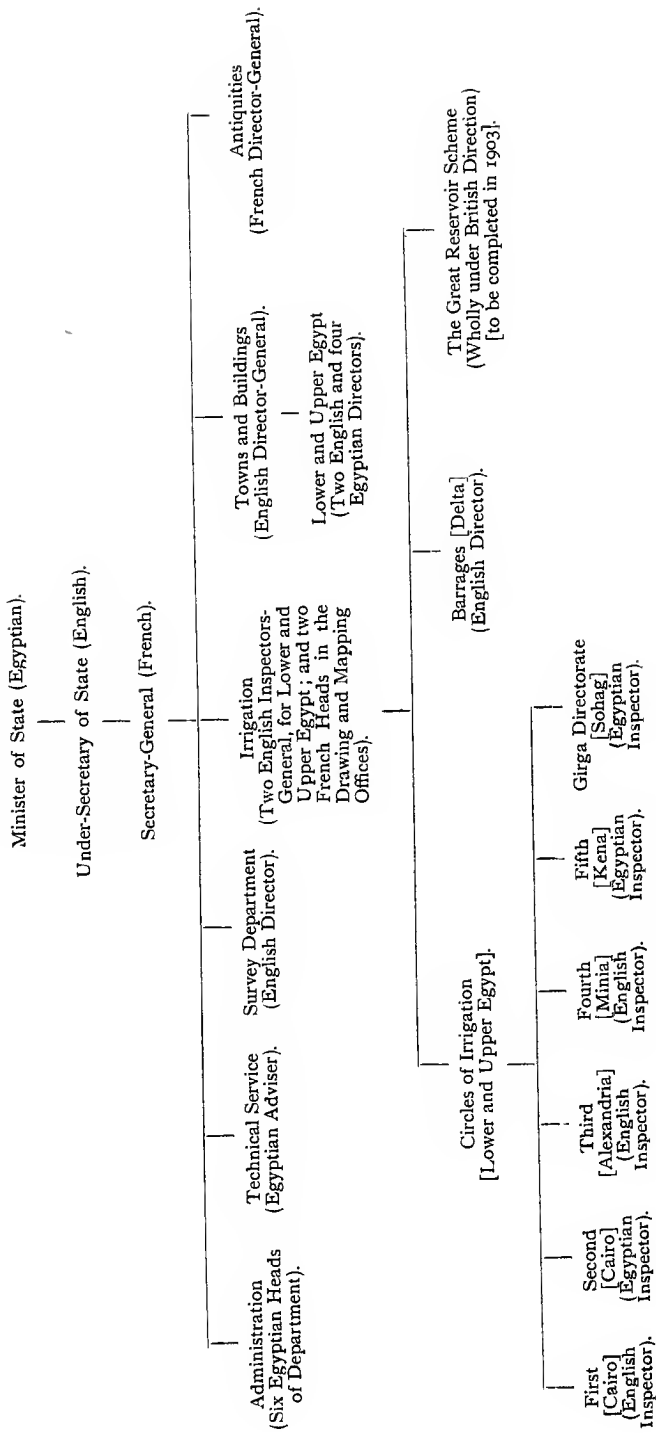 Minister of State (Egyptian).
Under-Secretary of State (English).
Secretary-General (French).
Administration
(Six Egyptian Heads
of Department).
Technical Service
(Egyptian Adviser).
Survey Department
(English Director).
Irrigation
(Two English Inspectors-
General, for Lower and
Upper Egypt; and two
French Heads in the
Drawing and Mapping
Offices).
Towns and Buildings
(English Director-General).
Lower and Upper Egypt
(Two English and four
Egyptian Directors).
Antiquities
(French Director-General).
Circles of Irrigation
[Lower and Upper Egypt].
Barrages [Delta]
(English Director).
The Great Reservoir Scheme
(Wholly under British Direction)
[to be completed in 1903].
First
[Cairo]
(English
Inspector).
Second
[Cairo]
(Egyptian
Inspector).
Third
[Alexandria]
(English
Inspector).
Fourth
[Minia]
(English
Inspector).
Fifth
[Kena]
(Egyptian
Inspector).
Girga Directorate
[Sohag]
(Egyptian
Inspector).